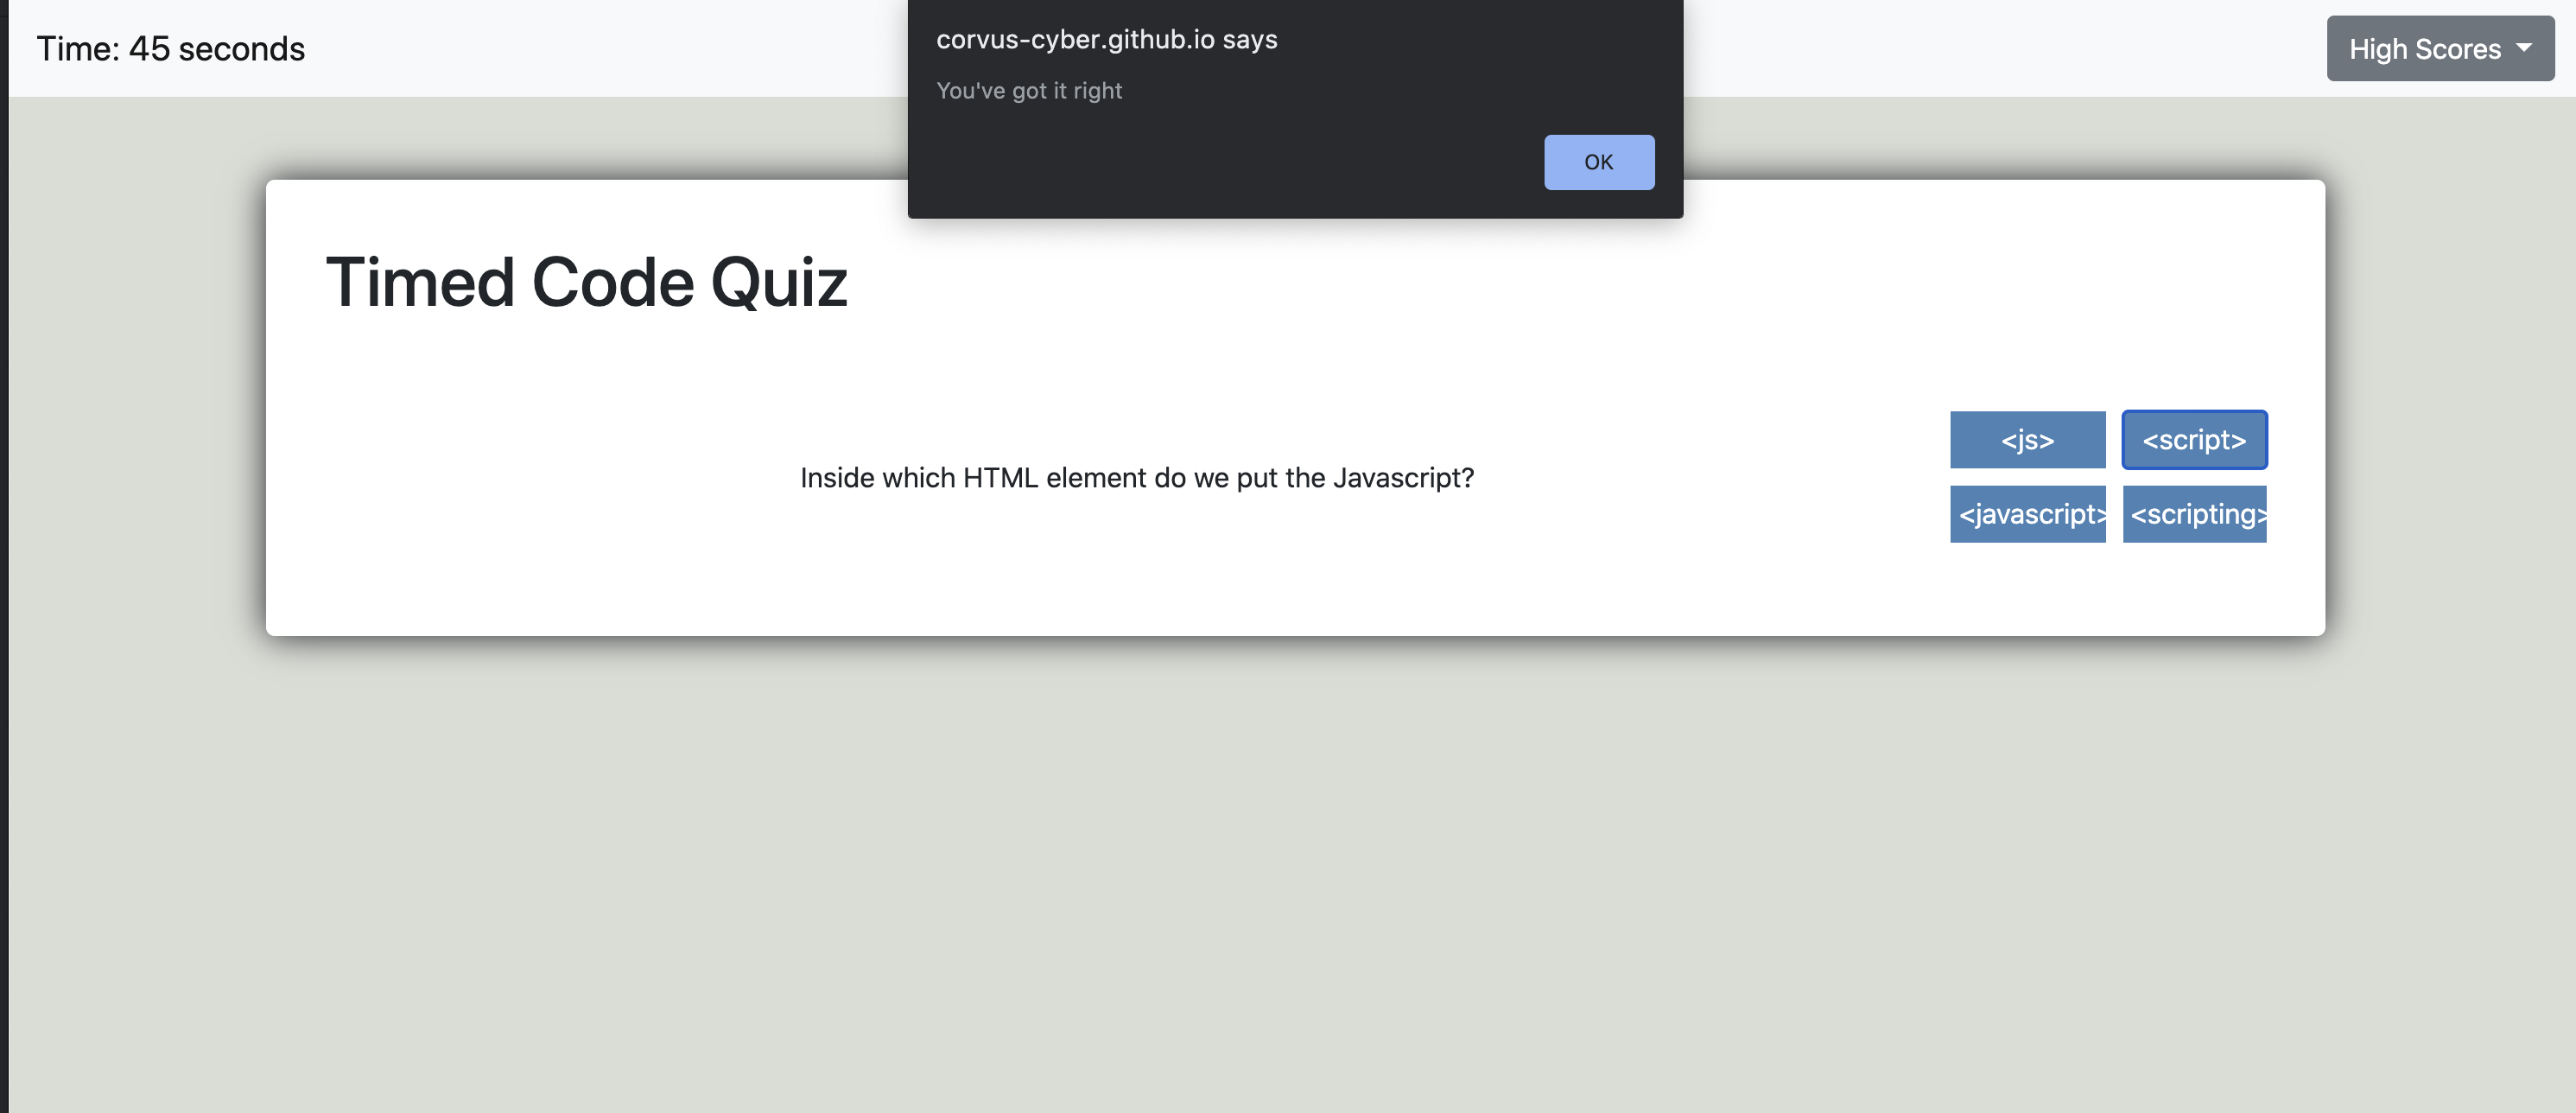 Time: 45 seconds
corvus-cyber.github.io says
You've got it right
OK
High Scores
Timed Code Quiz
Inside which HTML element do we put the Javascript?
<js>
<script>
<javascript>
<scripting>